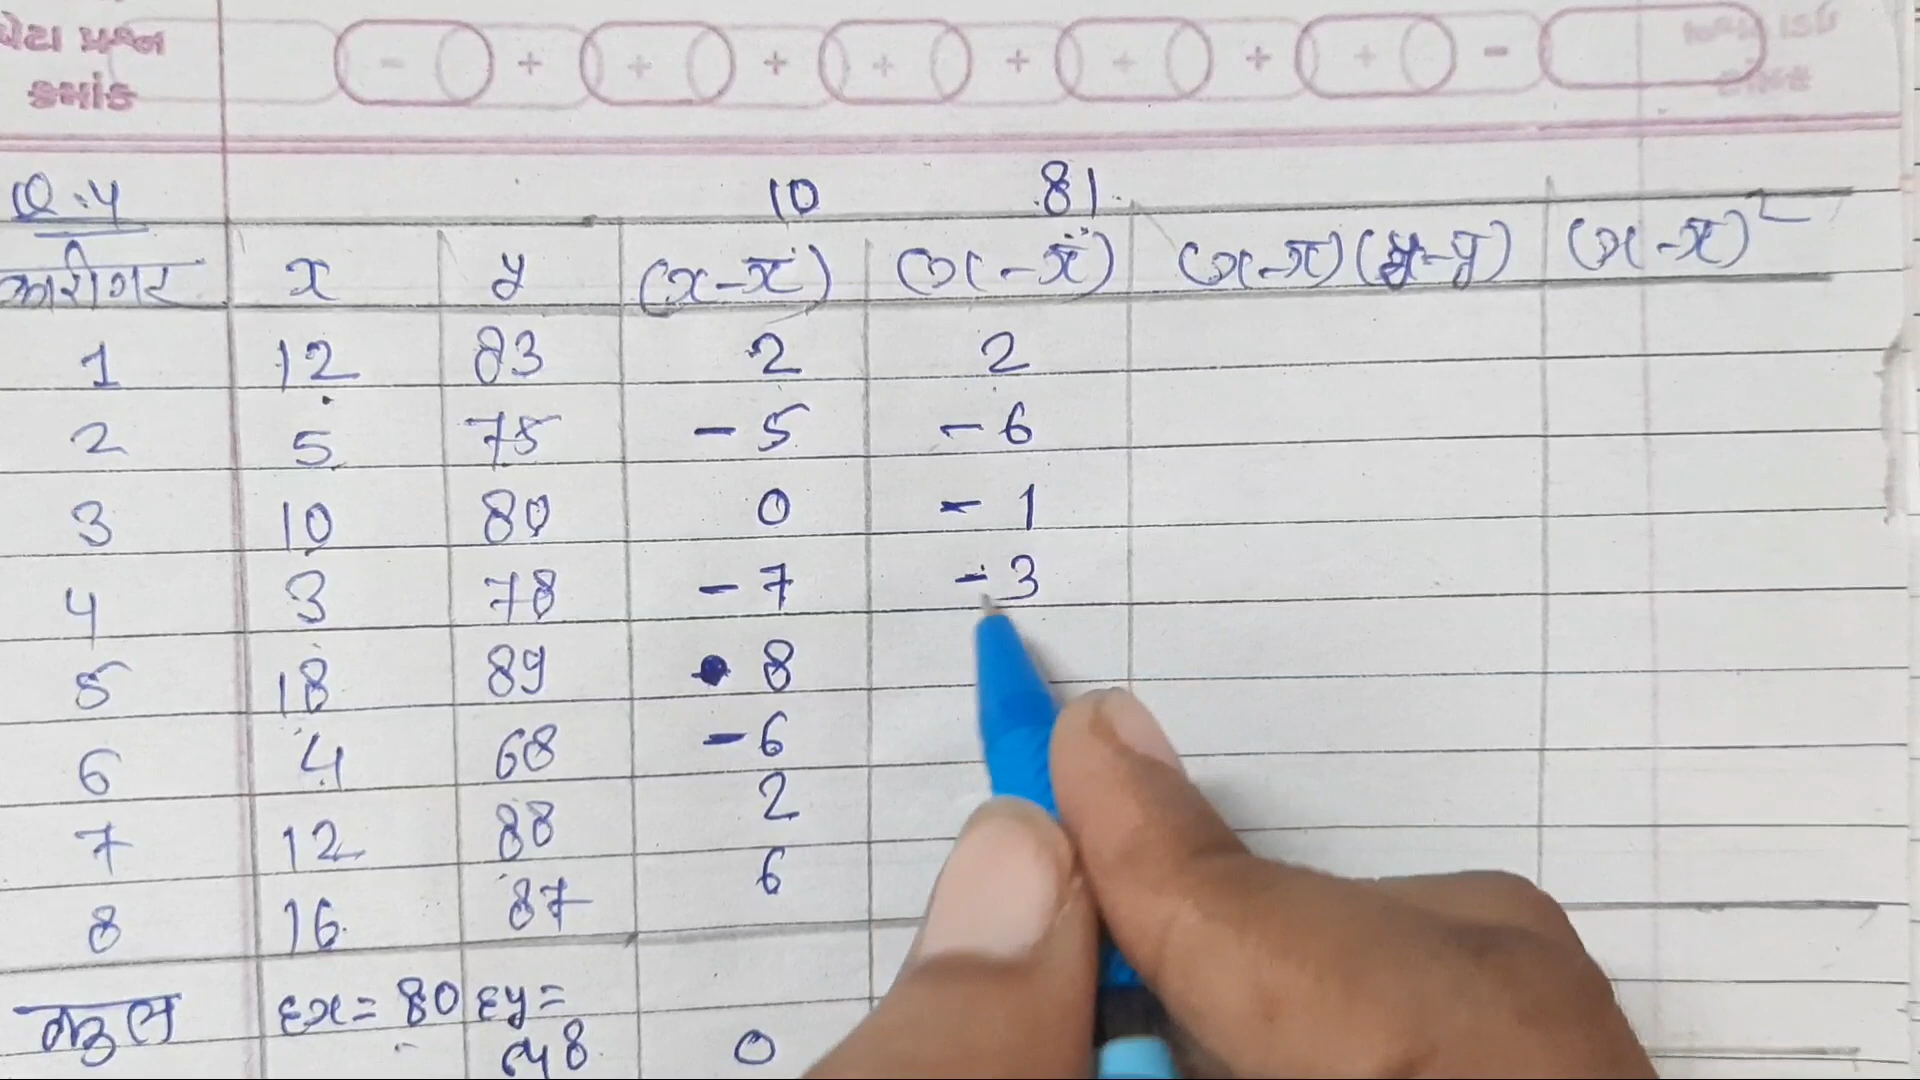 પેટા પ્રશ્ન
ક્રમાંક
- + + + + + + + + -
Q.4 10 81
कारीगर x y (x-x̄) (x-x̄) (x-x̄)(y-ȳ) (x-x̄)²
1 12 83 2 2
2 5 75 -5 -6
3 10 80 0 -1
4 3 78 -7 -3
5 18 89 8
6 4 68 -6
7 12 88 2
8 16 87 6
Σx=80 Σy=
0